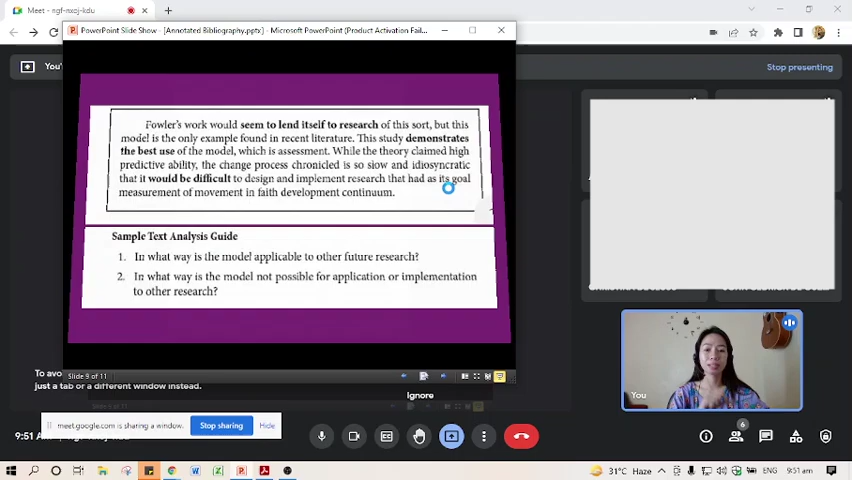 Meet - ngf-nxoj-kdu
PowerPoint Slide Show - [Annotated Bibliography.pptx] - Microsoft PowerPoint (Product Activation Fail...
Stop presenting
Fowler's work would seem to lend itself to research of this sort, but this
model is the only example found in recent literature. This study demonstrates
the best use of the model, which is assessment. While the theory claimed high
predictive ability, the change process chronicled is so slow and idiosyncratic
that it would be difficult to design and implement research that had as its goal
measurement of movement in faith development continuum.
Sample Text Analysis Guide
1. In what way is the model applicable to other future research?
2. In what way is the model not possible for application or implementation
to other research?
Slide 9 of 11
To avo
just a tab or a different window instead.
Ignore
You
meet.google.com is sharing a window.
Stop sharing
Hide
9:51 AM
6
31°C Haze
ENG
9:51 am